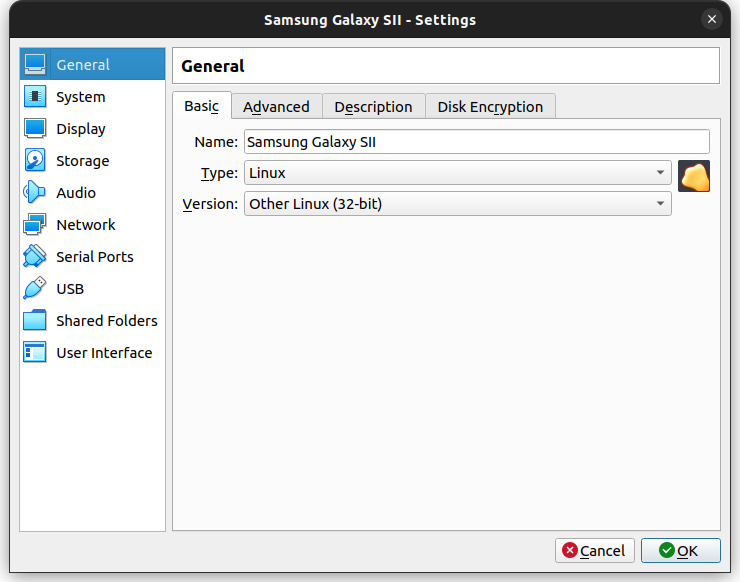 Samsung Galaxy SII - Settings
General
System
Display
Storage
Audio
Network
Serial Ports
USB
Shared Folders
User Interface
General
Basic Advanced Description Disk Encryption
Name: Samsung Galaxy SII
Type: Linux
Version: Other Linux (32-bit)
Cancel OK